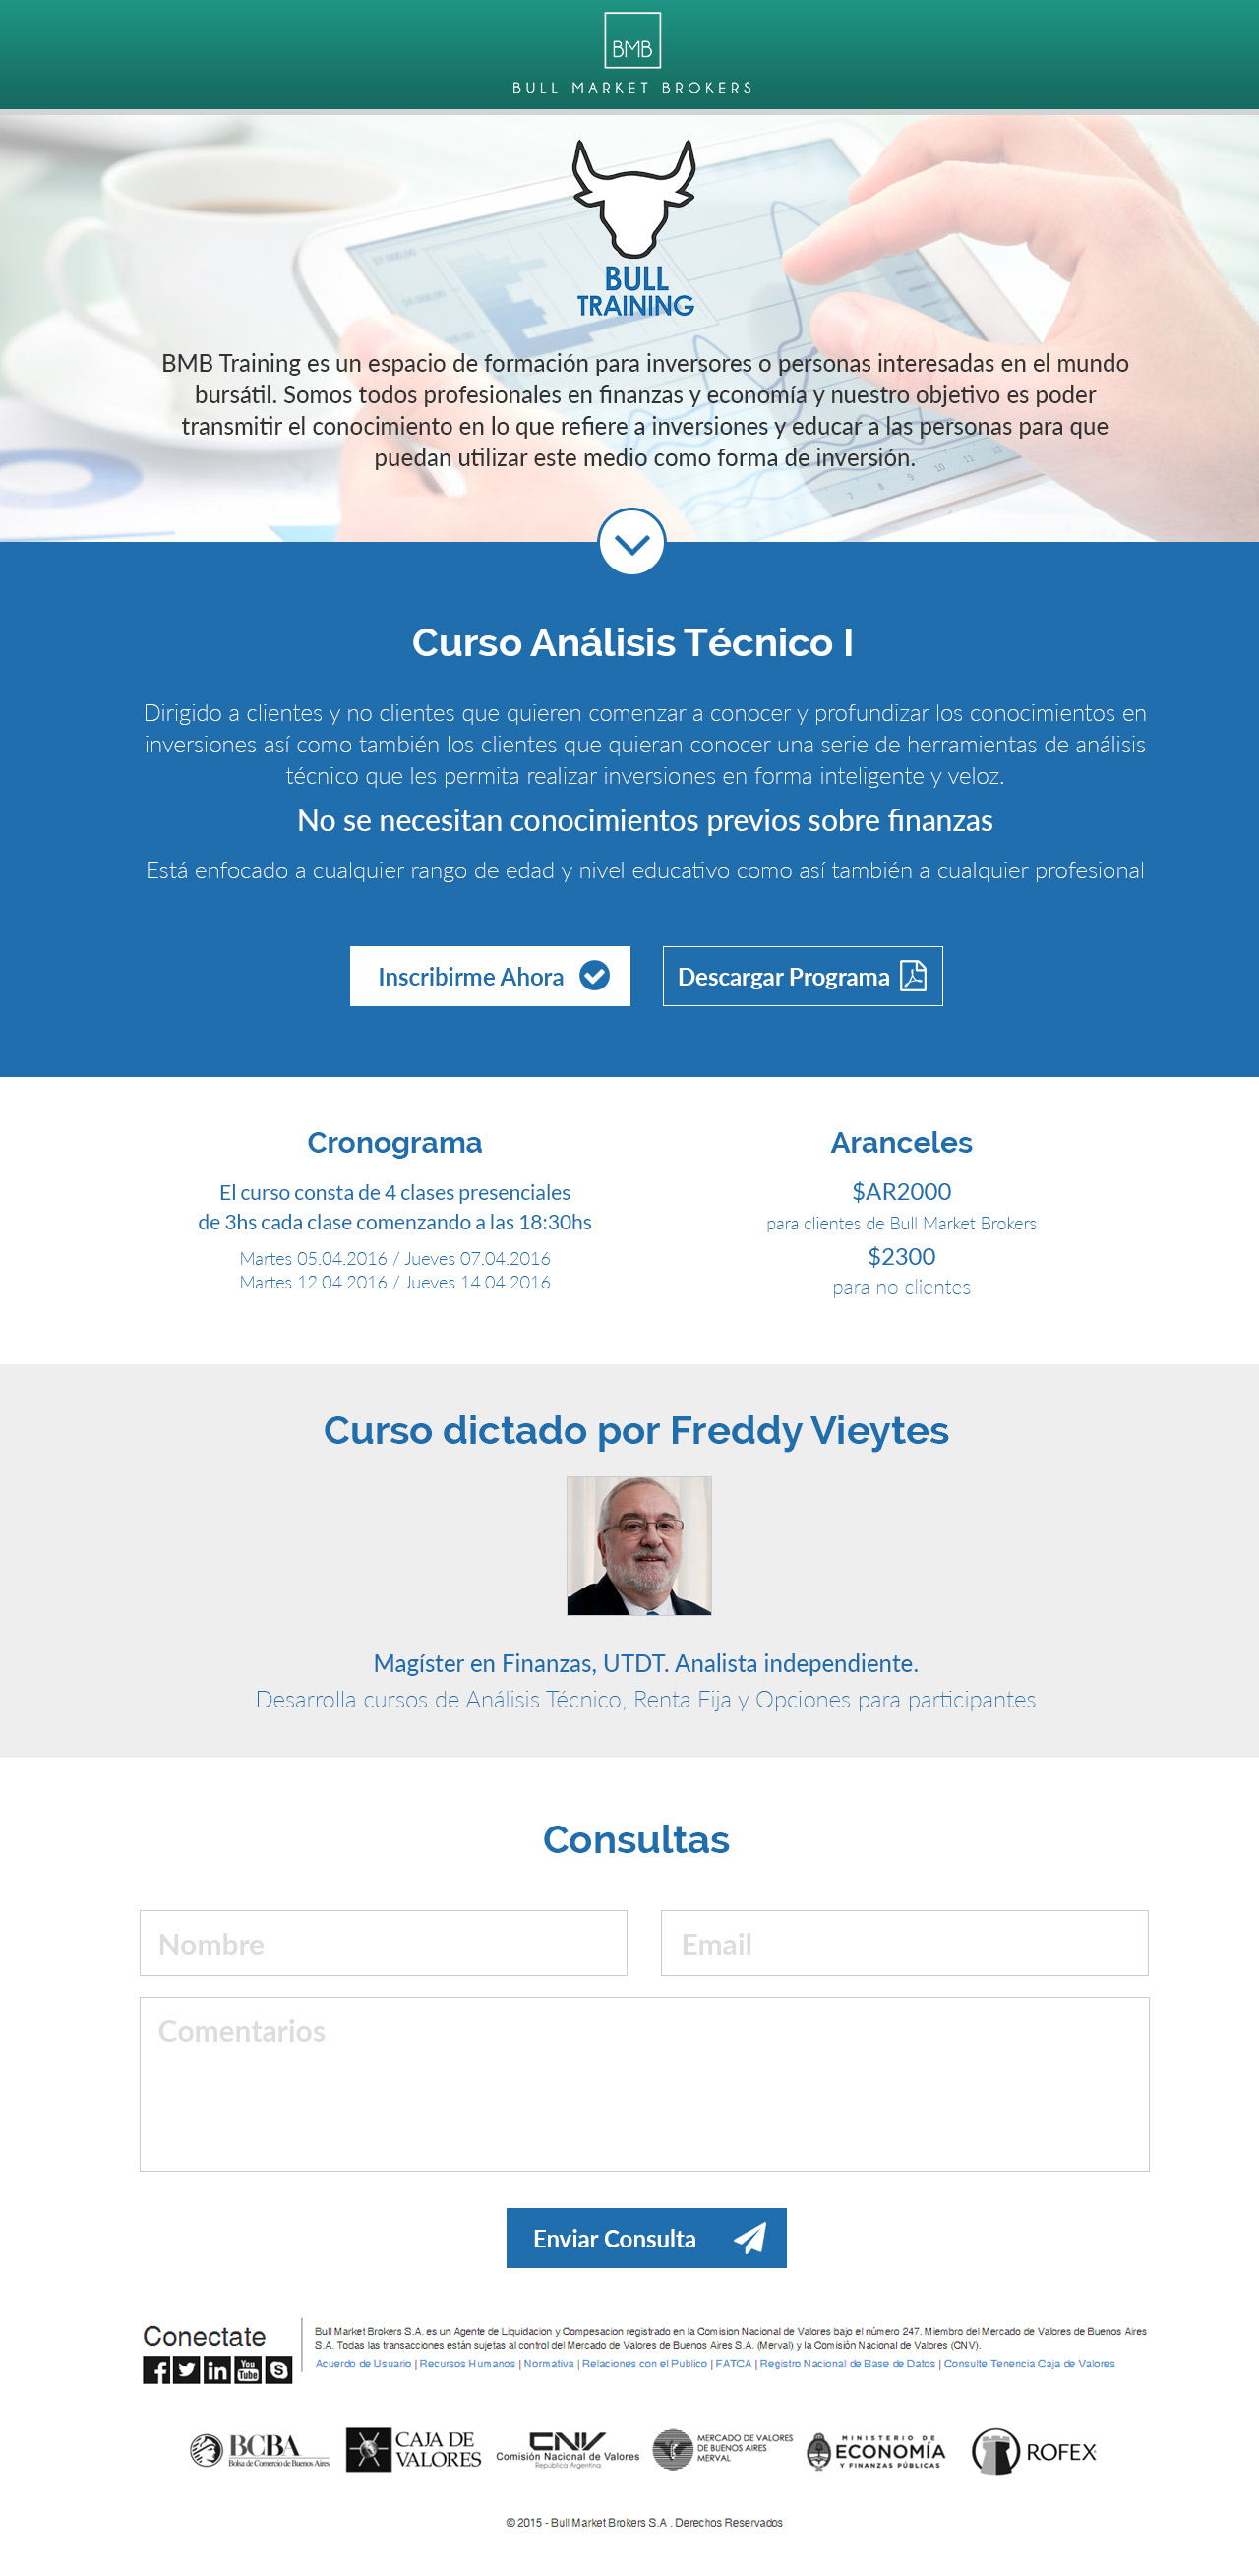 BMB
BULL MARKET BROKERS
BULL
TRAINING
BMB Training es un espacio de formación para inversores o personas interesadas en el mundo
bursátil. Somos todos profesionales en finanzas y economía y nuestro objetivo es poder
transmitir el conocimiento en lo que refiere a inversiones y educar a las personas para que
puedan utilizar este medio como forma de inversión.
Curso Análisis Técnico I
Dirigido a clientes y no clientes que quieren comenzar a conocer y profundizar los conocimientos en
inversiones así como también los clientes que quieran conocer una serie de herramientas de análisis
técnico que les permita realizar inversiones en forma inteligente y veloz.
No se necesitan conocimientos previos sobre finanzas
Está enfocado a cualquier rango de edad y nivel educativo como así también a cualquier profesional
Inscribirme Ahora
Descargar Programa
Cronograma
El curso consta de 4 clases presenciales
de 3hs cada clase comenzando a las 18:30hs
Martes 05.04.2016 / Jueves 07.04.2016
Martes 12.04.2016 / Jueves 14.04.2016
Aranceles
$AR2000
para clientes de Bull Market Brokers
$2300
para no clientes
Curso dictado por Freddy Vieytes
Magíster en Finanzas, UTDT. Analista independiente.
Desarrolla cursos de Análisis Técnico, Renta Fija y Opciones para participantes
Consultas
Nombre
Email
Comentarios
Enviar Consulta
Conectate
You
Tube
Bull Market Brokers S.A. es un Agente de Liquidacion y Compesacion registrado en la Comision Nacional de Valores bajo el número 247. Miembro del Mercado de Valores de Buenos Aires
S.A. Todas las transacciones están sujetas al control del Mercado de Valores de Buenos Aires S.A. (Merval) y la Comisión Nacional de Valores (CNV).
Acuerdo de Usuario | Recursos Humanos | Normativa | Relaciones con el Publico | FATCA | Registro Nacional de Base de Datos | Consulte Tenencia Caja de Valores
BCBA
Bolsa de Comercio de Buenos Aires
CAJA DE
VALORES
CNV
Comisión Nacional de Valores
República Argentina
MERCADO DE VALORES
DE BUENOS AIRES
MERVAL
MINISTERIO DE
ECONOMÍA
Y FINANZAS PÚBLICAS
ROFEX
© 2015 - Bull Market Brokers S.A . Derechos Reservados